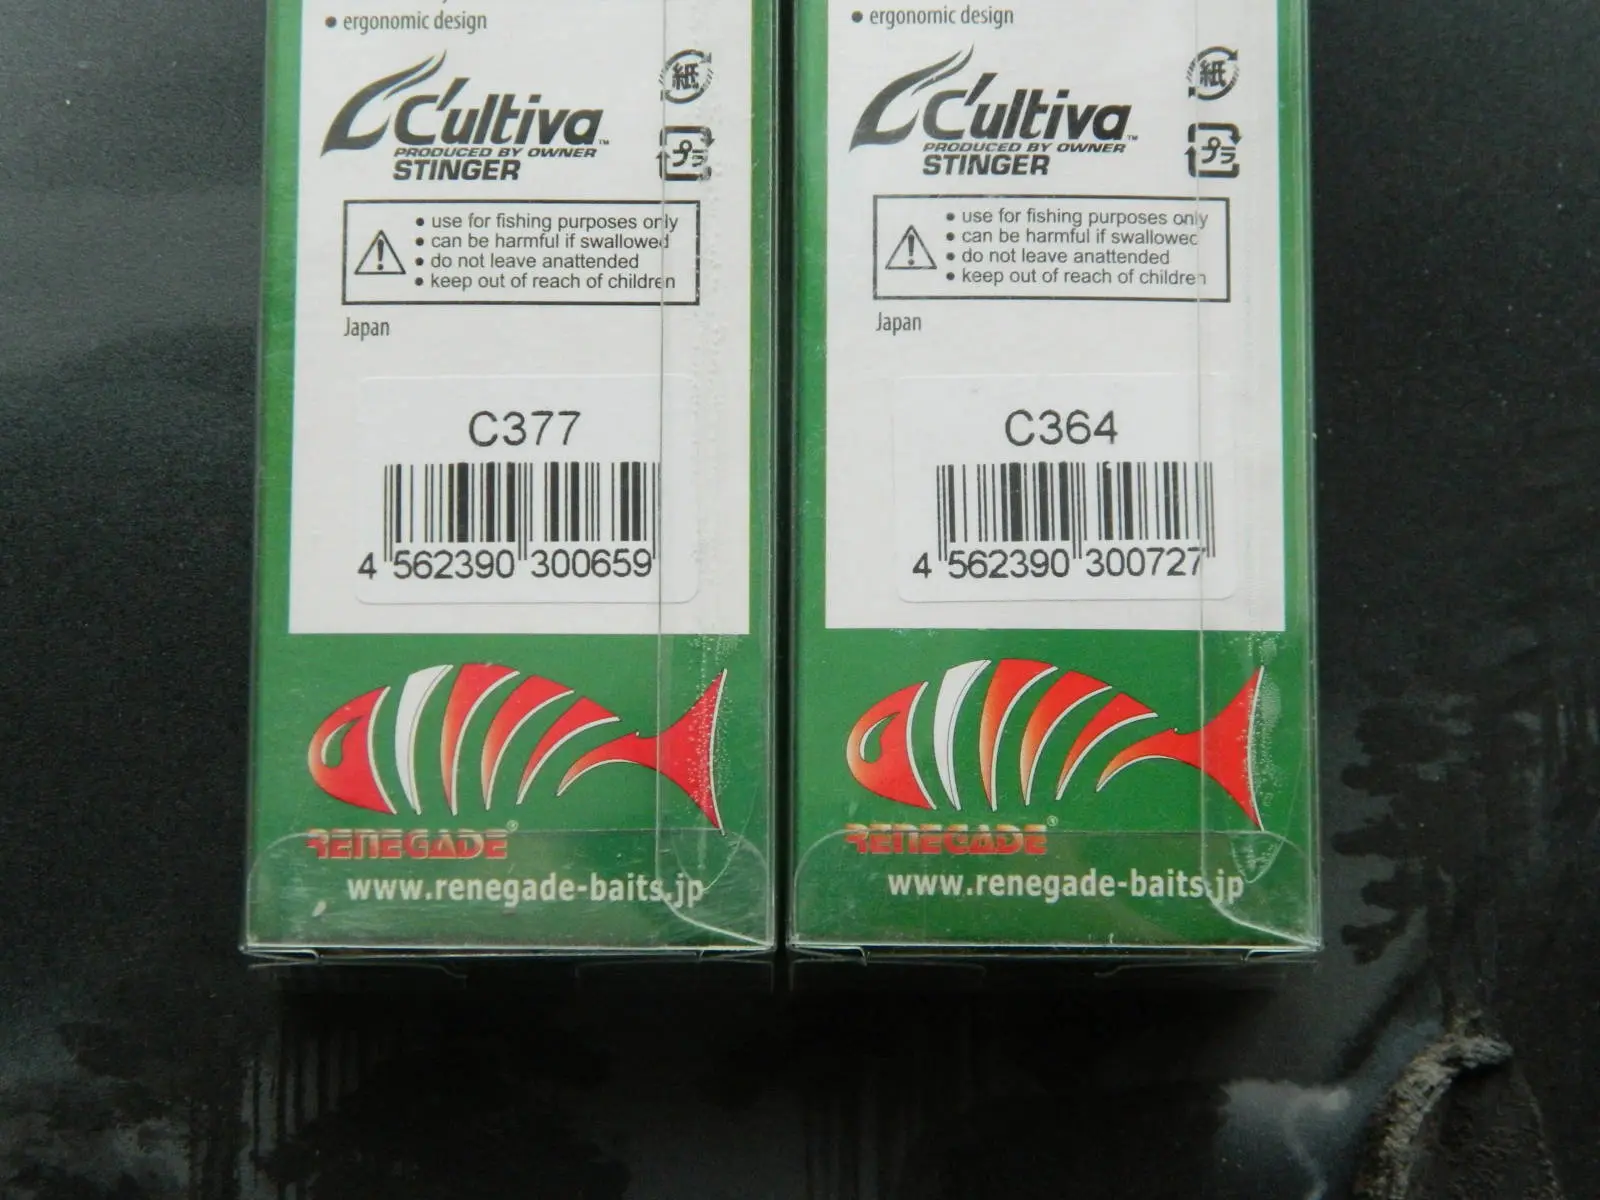 • ergonomic design
C'ultiva™
PRODUCED BY OWNER
STINGER
紙
プラ
• use for fishing purposes only
• can be harmful if swallowed
• do not leave anattended
• keep out of reach of children
Japan
C377
4 562390 300659
RENEGADE®
www.renegade-baits.jp
• ergonomic design
C'ultiva™
PRODUCED BY OWNER
STINGER
紙
プラ
• use for fishing purposes only
• can be harmful if swallowed
• do not leave anattended
• keep out of reach of children
Japan
C364
4 562390 300727
RENEGADE®
www.renegade-baits.jp